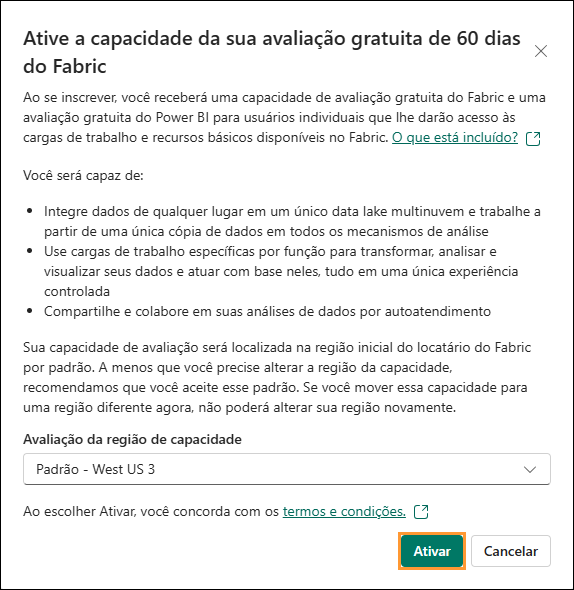 Ative a capacidade da sua avaliação gratuita de 60 dias
do Fabric
Ao se inscrever, você receberá uma capacidade de avaliação gratuita do Fabric e uma
avaliação gratuita do Power BI para usuários individuais que lhe darão acesso às
cargas de trabalho e recursos básicos disponíveis no Fabric. O que está incluído?
Você será capaz de:
• Integre dados de qualquer lugar em um único data lake multinuvem e trabalhe a
partir de uma única cópia de dados em todos os mecanismos de análise
• Use cargas de trabalho específicas por função para transformar, analisar e
visualizar seus dados e atuar com base neles, tudo em uma única experiência
controlada
• Compartilhe e colabore em suas análises de dados por autoatendimento
Sua capacidade de avaliação será localizada na região inicial do locatário do Fabric
por padrão. A menos que você precise alterar a região da capacidade,
recomendamos que você aceite esse padrão. Se você mover essa capacidade para
uma região diferente agora, não poderá alterar sua região novamente.
Avaliação da região de capacidade
Padrão - West US 3
Ao escolher Ativar, você concorda com os termos e condições.
Ativar
Cancelar